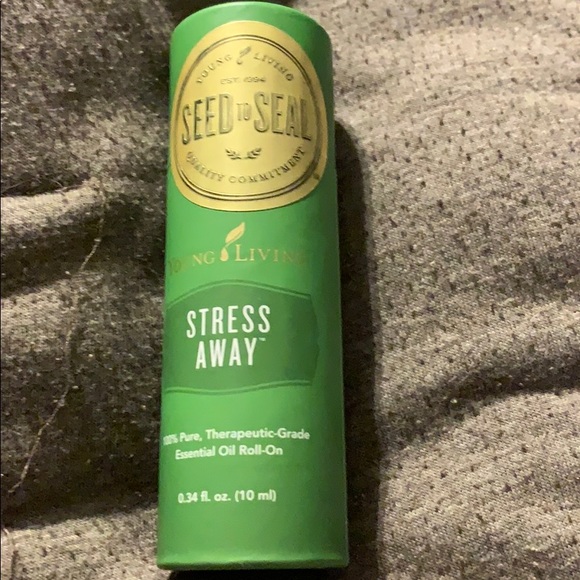 YOUNG LIVING
EST. 1994
SEED TO SEAL
QUALITY COMMITMENT
YOUNG LIVING
STRESS
AWAY™
100% Pure, Therapeutic-Grade
Essential Oil Roll-On
0.34 fl. oz. (10 ml)